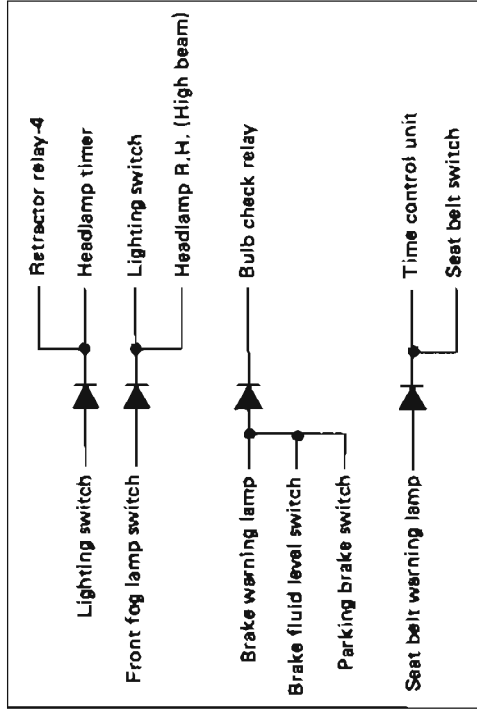 Lighting switch
Retractor relay-4
Headlamp timer
Front fog lamp switch
Lighting switch
Headlamp R.H. (High beam)
Brake warning lamp
Brake fluid level switch
Parking brake switch
Bulb check relay
Seat belt warning lamp
Time control unit
Seat belt switch